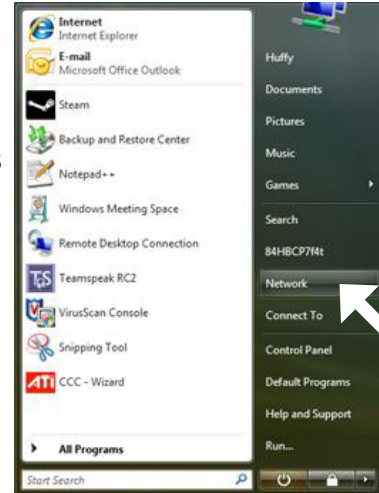 Internet
Internet Explorer
E-mail
Microsoft Office Outlook
Steam
Backup and Restore Center
Notepad++
Windows Meeting Space
Remote Desktop Connection
TS Teamspeak RC2
VirusScan Console
Snipping Tool
ATI CCC - Wizard
All Programs
Start Search
Huffy
Documents
Pictures
Music
Games
Search
84HBCP7f4t
Network
Connect To
Control Panel
Default Programs
Help and Support
Run...